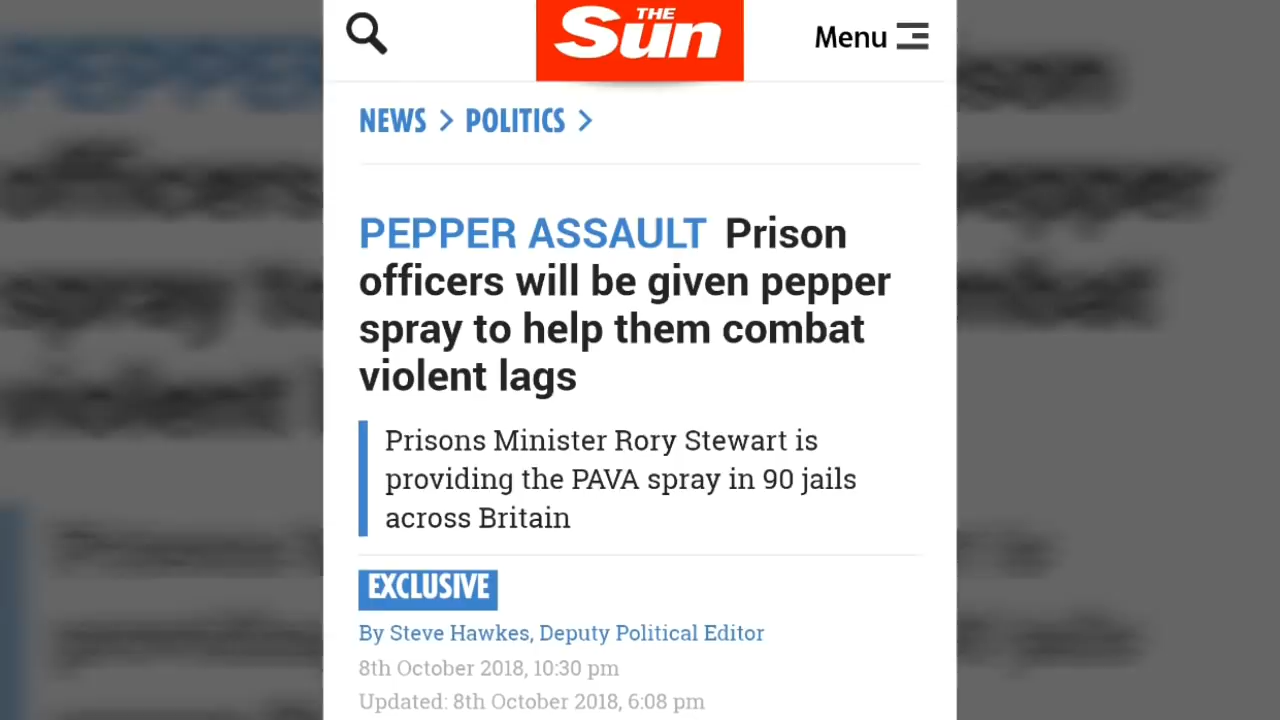 THE
Sun
Menu
NEWS > POLITICS >
PEPPER ASSAULT Prison
officers will be given pepper
spray to help them combat
violent lags
Prisons Minister Rory Stewart is
providing the PAVA spray in 90 jails
across Britain
EXCLUSIVE
By Steve Hawkes, Deputy Political Editor
8th October 2018, 10:30 pm
Updated: 8th October 2018, 6:08 pm